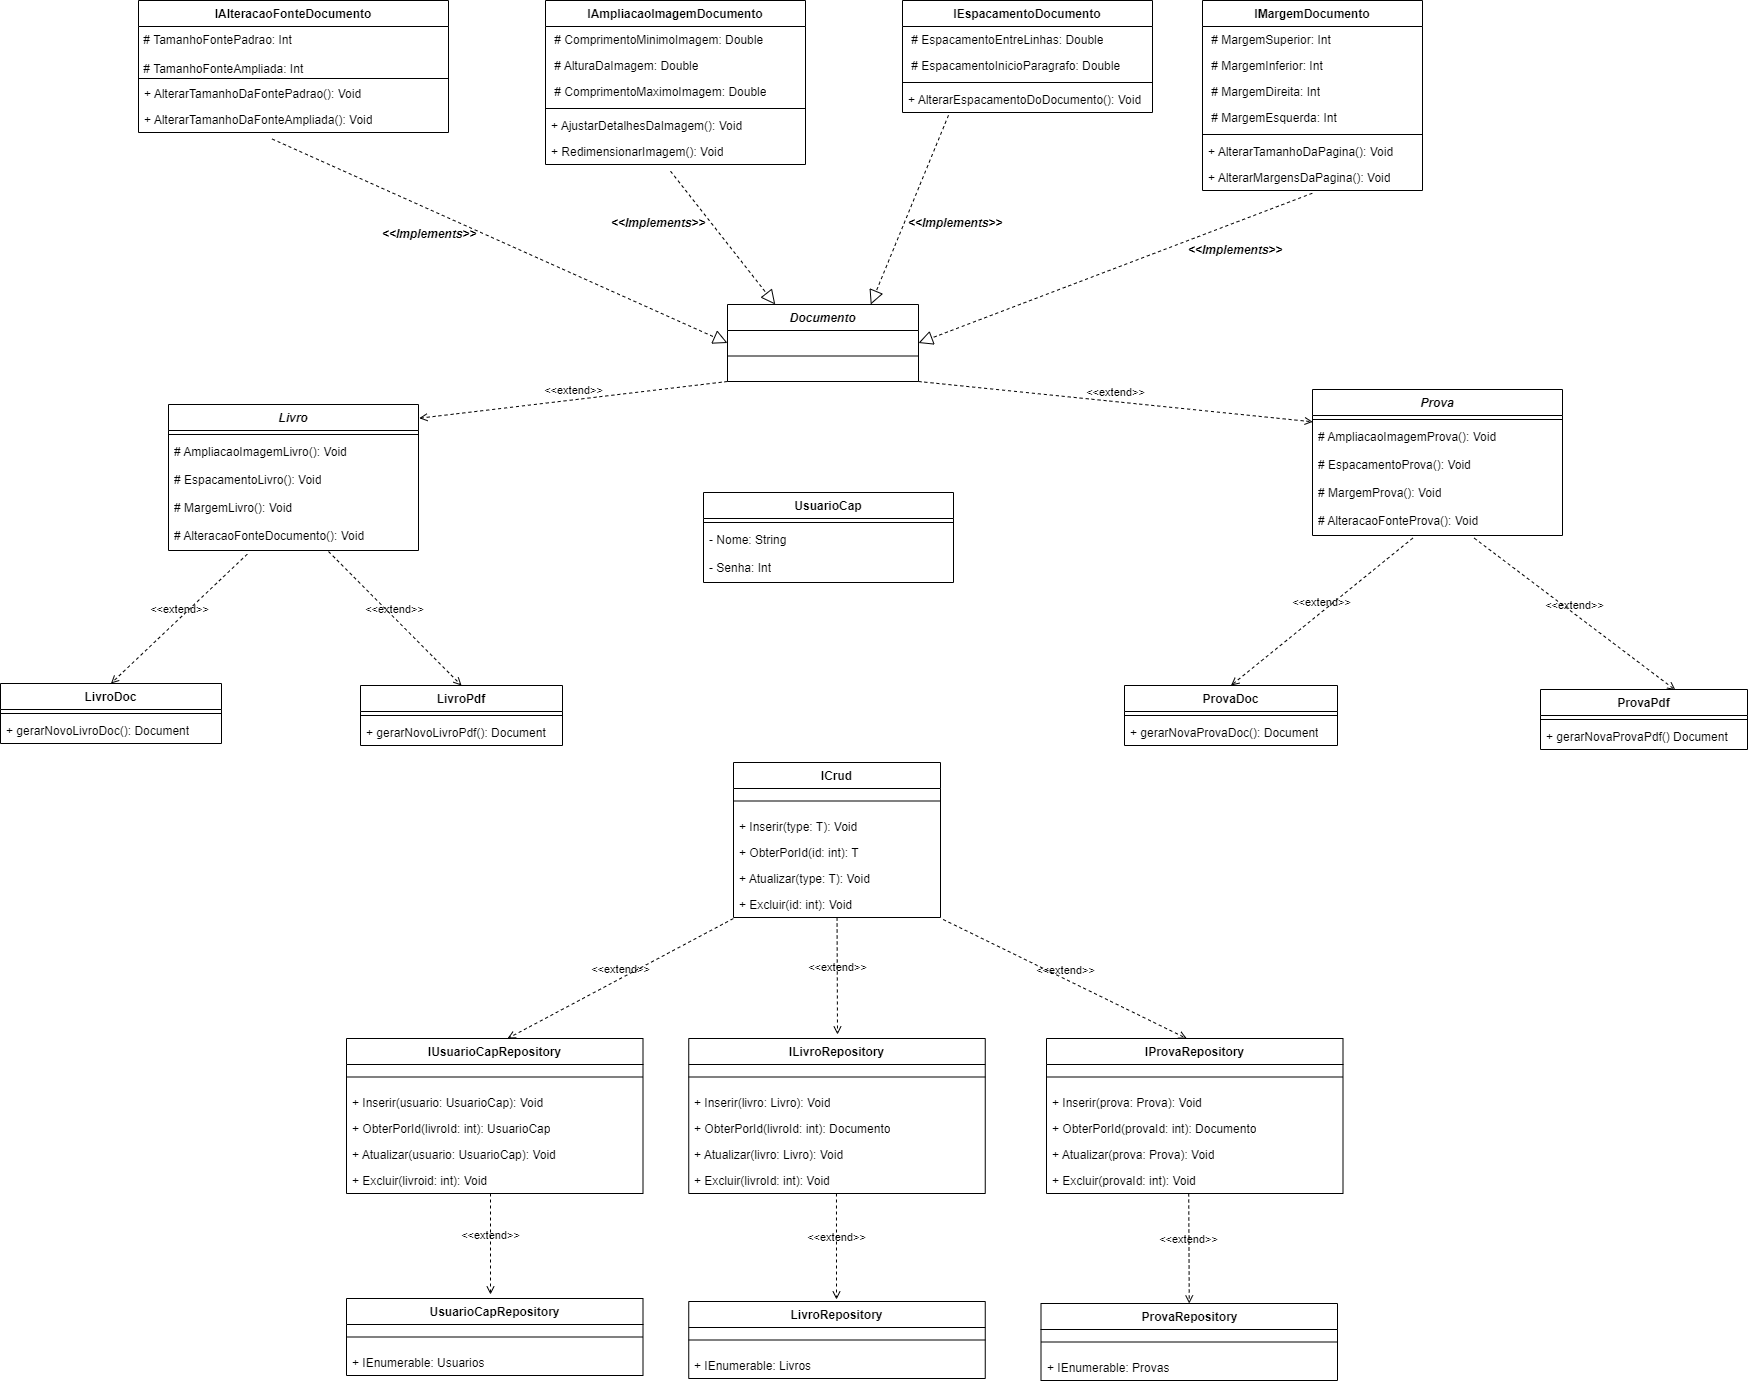 IAlteracaoFonteDocumento
# TamanhoFontePadrao: Int
# TamanhoFonteAmpliada: Int
+ AlterarTamanhoDaFontePadrao(): Void
+ AlterarTamanhoDaFonteAmpliada(): Void
IAmpliacaoImagemDocumento
# ComprimentoMinimoImagem: Double
# AlturaDaImagem: Double
# ComprimentoMaximoImagem: Double
+ AjustarDetalhesDaImagem(): Void
+ RedimensionarImagem(): Void
IEspacamentoDocumento
# EspacamentoEntreLinhas: Double
# EspacamentoInicioParagrafo: Double
+ AlterarEspacamentoDoDocumento(): Void
IMargemDocumento
# MargemSuperior: Int
# MargemInferior: Int
# MargemDireita: Int
# MargemEsquerda: Int
+ AlterarTamanhoDaPagina(): Void
+ AlterarMargensDaPagina(): Void
<<Implements>>
<<Implements>>
<<Implements>>
<<Implements>>
Documento
<<extend>>
<<extend>>
Livro
# AmpliacaoImagemLivro(): Void
# EspacamentoLivro(): Void
# MargemLivro(): Void
# AlteracaoFonteDocumento(): Void
UsuarioCap
- Nome: String
- Senha: Int
Prova
# AmpliacaoImagemProva(): Void
# EspacamentoProva(): Void
# MargemProva(): Void
# AlteracaoFonteProva(): Void
<<extend>>
<<extend>>
<<extend>>
<<extend>>
LivroDoc
+ gerarNovoLivroDoc(): Document
LivroPdf
+ gerarNovoLivroPdf(): Document
ProvaDoc
+ gerarNovaProvaDoc(): Document
ProvaPdf
+ gerarNovaProvaPdf() Document
ICrud
+ Inserir(type: T): Void
+ ObterPorId(id: int): T
+ Atualizar(type: T): Void
+ Excluir(id: int): Void
<<extend>>
<<extend>>
<<extend>>
IUsuarioCapRepository
+ Inserir(usuario: UsuarioCap): Void
+ ObterPorId(livroId: int): UsuarioCap
+ Atualizar(usuario: UsuarioCap): Void
+ Excluir(livroid: int): Void
ILivroRepository
+ Inserir(livro: Livro): Void
+ ObterPorId(livroId: int): Documento
+ Atualizar(livro: Livro): Void
+ Excluir(livroId: int): Void
IProvaRepository
+ Inserir(prova: Prova): Void
+ ObterPorId(provaId: int): Documento
+ Atualizar(prova: Prova): Void
+ Excluir(provaId: int): Void
<<extend>>
<<extend>>
<<extend>>
UsuarioCapRepository
+ IEnumerable: Usuarios
LivroRepository
+ IEnumerable: Livros
ProvaRepository
+ IEnumerable: Provas